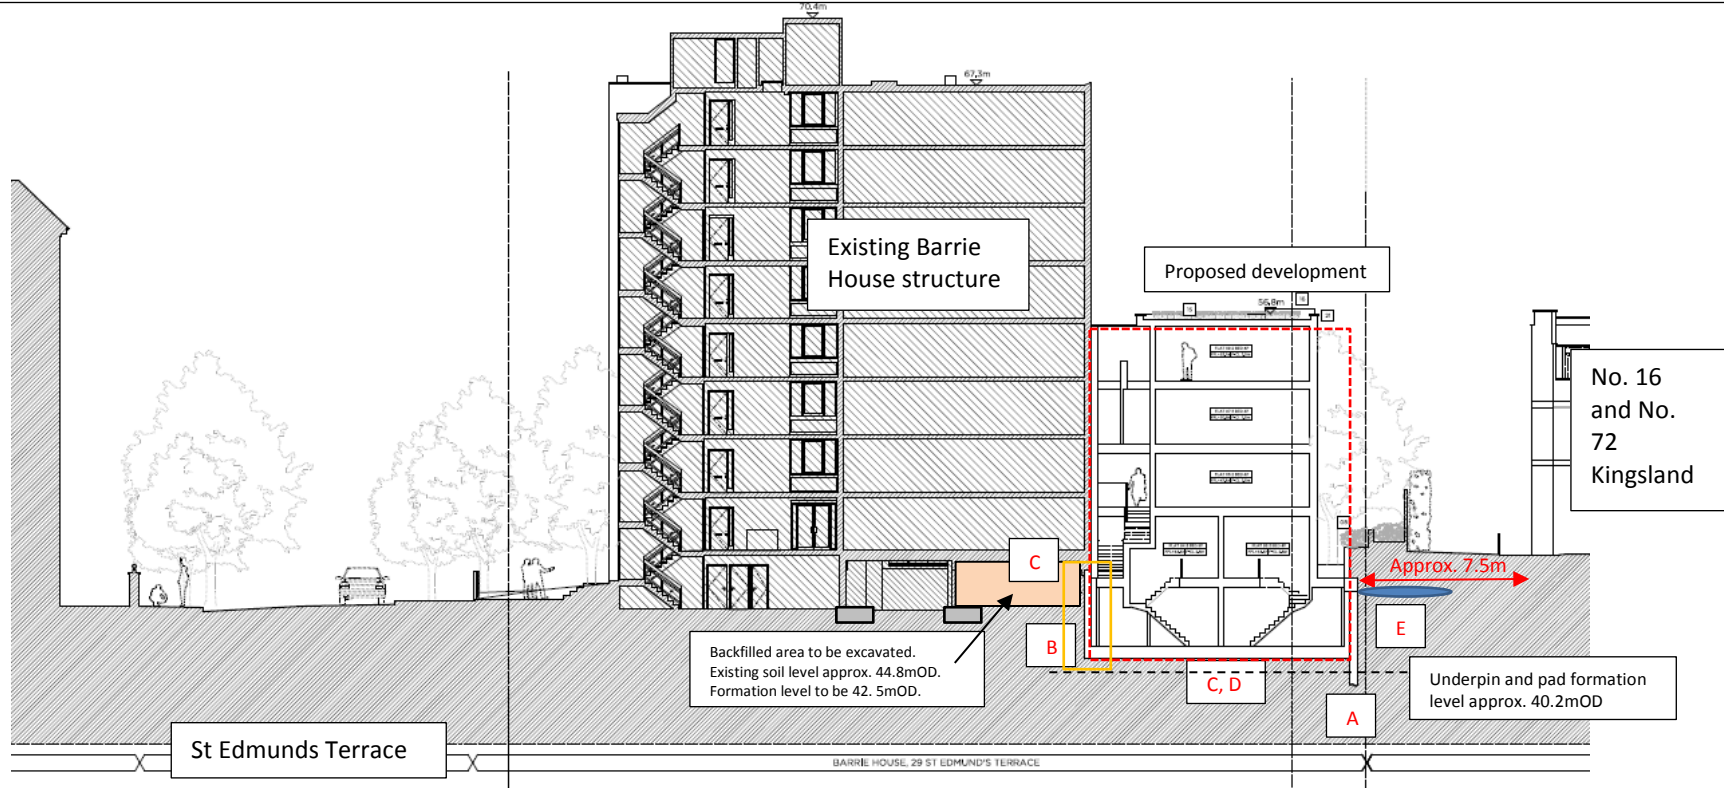 70.4m
67.3m
Existing Barrie
House structure
Proposed development
56.8m
No. 16
and No.
72
Kingsland
C
Approx. 7.5m
B
E
Backfilled area to be excavated.
Existing soil level approx. 44.8mOD.
Formation level to be 42. 5mOD.
C, D
Underpin and pad formation
level approx. 40.2mOD
A
St Edmunds Terrace
BARRIE HOUSE, 29 ST EDMUND'S TERRACE